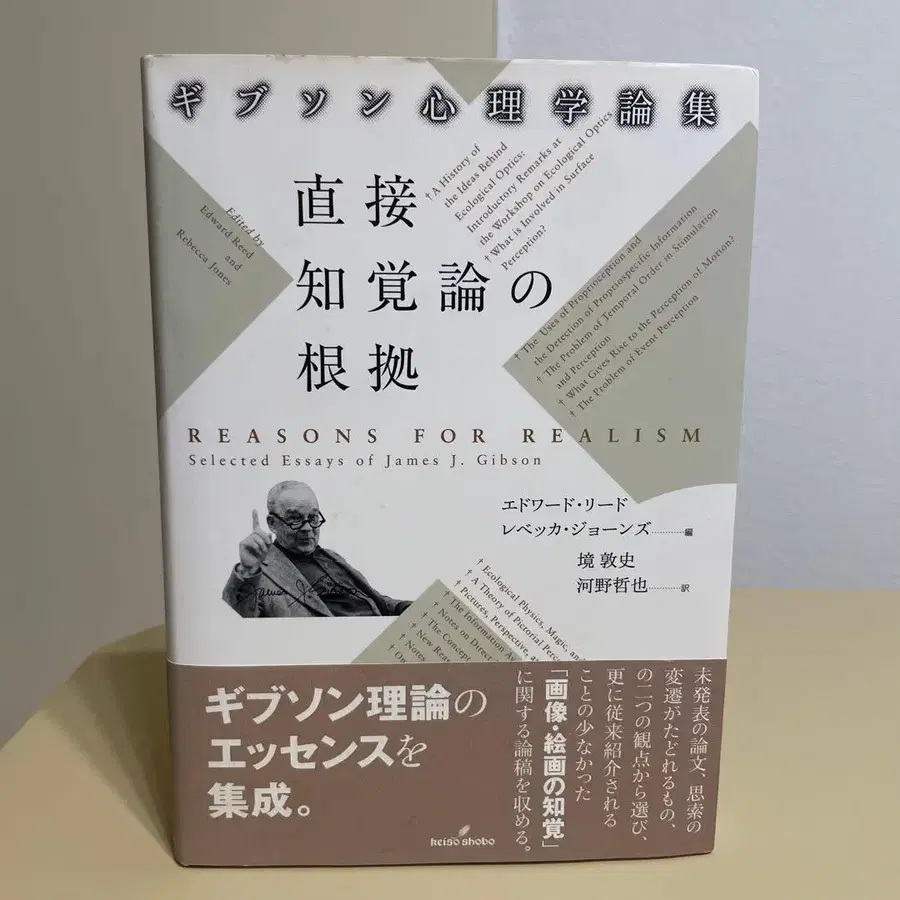 ギブソン心理学論集
直接
知覚論の
根拠
Edited by
Edward Reed
and
Rebecca Jones
† A History of
the Ideas Behind
Ecological Optics:
Introductory Remarks at
the Workshop on Ecological Optics
† What is Involved in Surface
Perception?
† The Uses of Proprioception and
the Detection of Propriospecific Information
† The Problem of Temporal Order in Stimulation
and Perception
† What Gives Rise to the Perception of Motion?
† The Problem of Event Perception
REASONS FOR REALISM
Selected Essays of James J. Gibson
エドワード・リード
レベッカ・ジョーンズ…………編
境 敦史
河野哲也…………訳
† Ecological Physics, Magic, and
† A Theory of Pictorial Perc
Pictures, Perspective, a
† The Information Av
† Notes on Direct
† The Concept
† New Rea
† Notes
† On
ギブソン理論の
エッセンスを
集成。
未発表の論文、思索の
変遷がたどれるもの、
の二つの観点から選び、
更に従来紹介される
ことの少なかった
「画像・絵画の知覚」
に関する論稿を収める。
keiso shobo